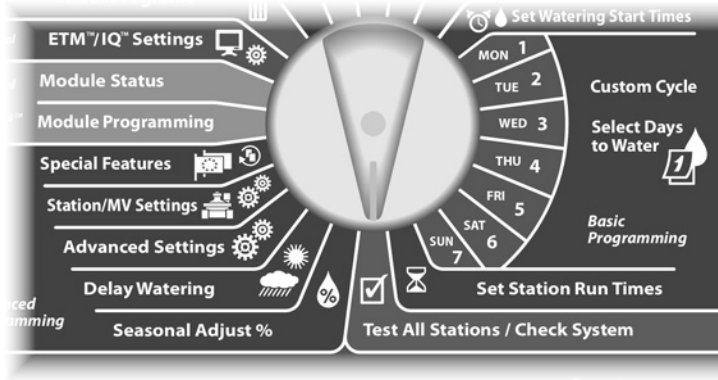 ETM™/IQ™ Settings
Module Status
Module Programming
Special Features
Station/MV Settings
Advanced Settings
Delay Watering
Seasonal Adjust %
%
Set Watering Start Times
MON 1
TUE 2
WED 3
THU 4
FRI 5
SAT 6
SUN 7
Custom Cycle
Select Days
to Water
1
Basic
Programming
Set Station Run Times
Test All Stations / Check System